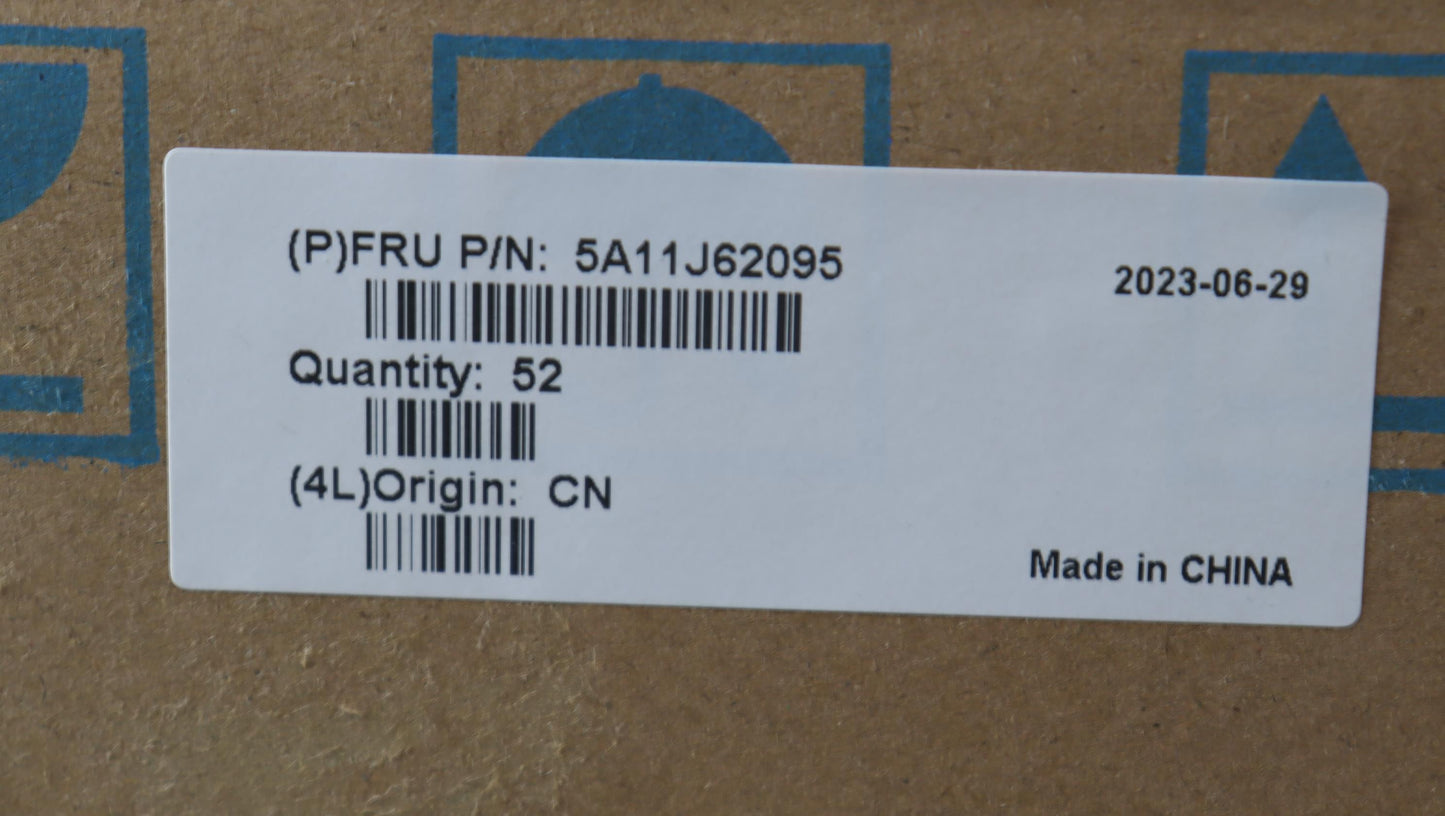 (P)FRU P/N: 5A11J62095
2023-06-29
Quantity: 52
(4L)Origin: CN
Made in CHINA